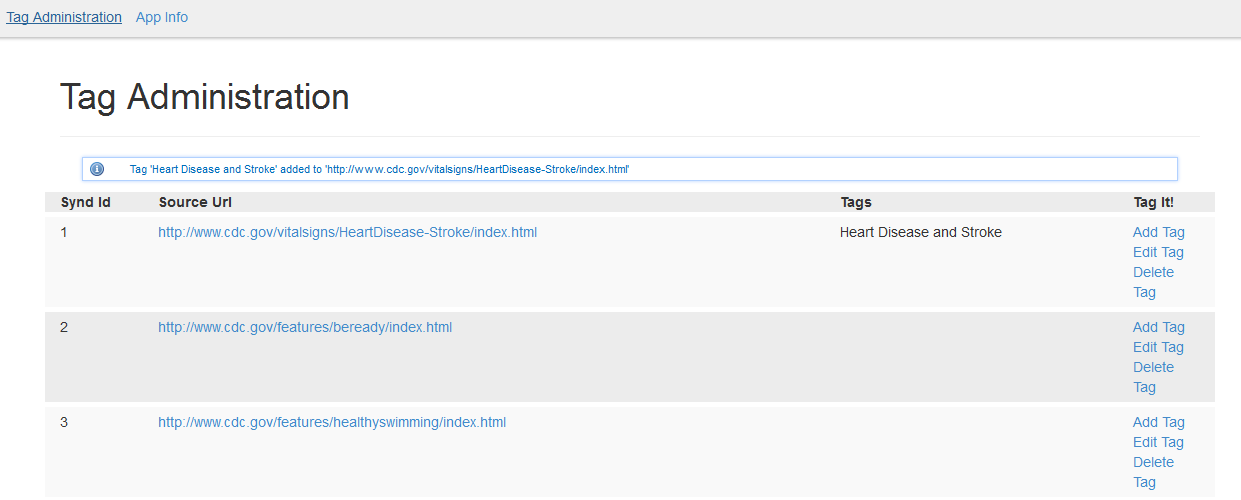 Tag Administration App Info
Tag Administration
Tag 'Heart Disease and Stroke' added to 'http://www.cdc.gov/vitalsigns/HeartDisease-Stroke/index.html'
Synd Id Source Url Tags Tag It!
1 http://www.cdc.gov/vitalsigns/HeartDisease-Stroke/index.html Heart Disease and Stroke Add Tag
Edit Tag
Delete
Tag
2 http://www.cdc.gov/features/beready/index.html Add Tag
Edit Tag
Delete
Tag
3 http://www.cdc.gov/features/healthyswimming/index.html Add Tag
Edit Tag
Delete
Tag